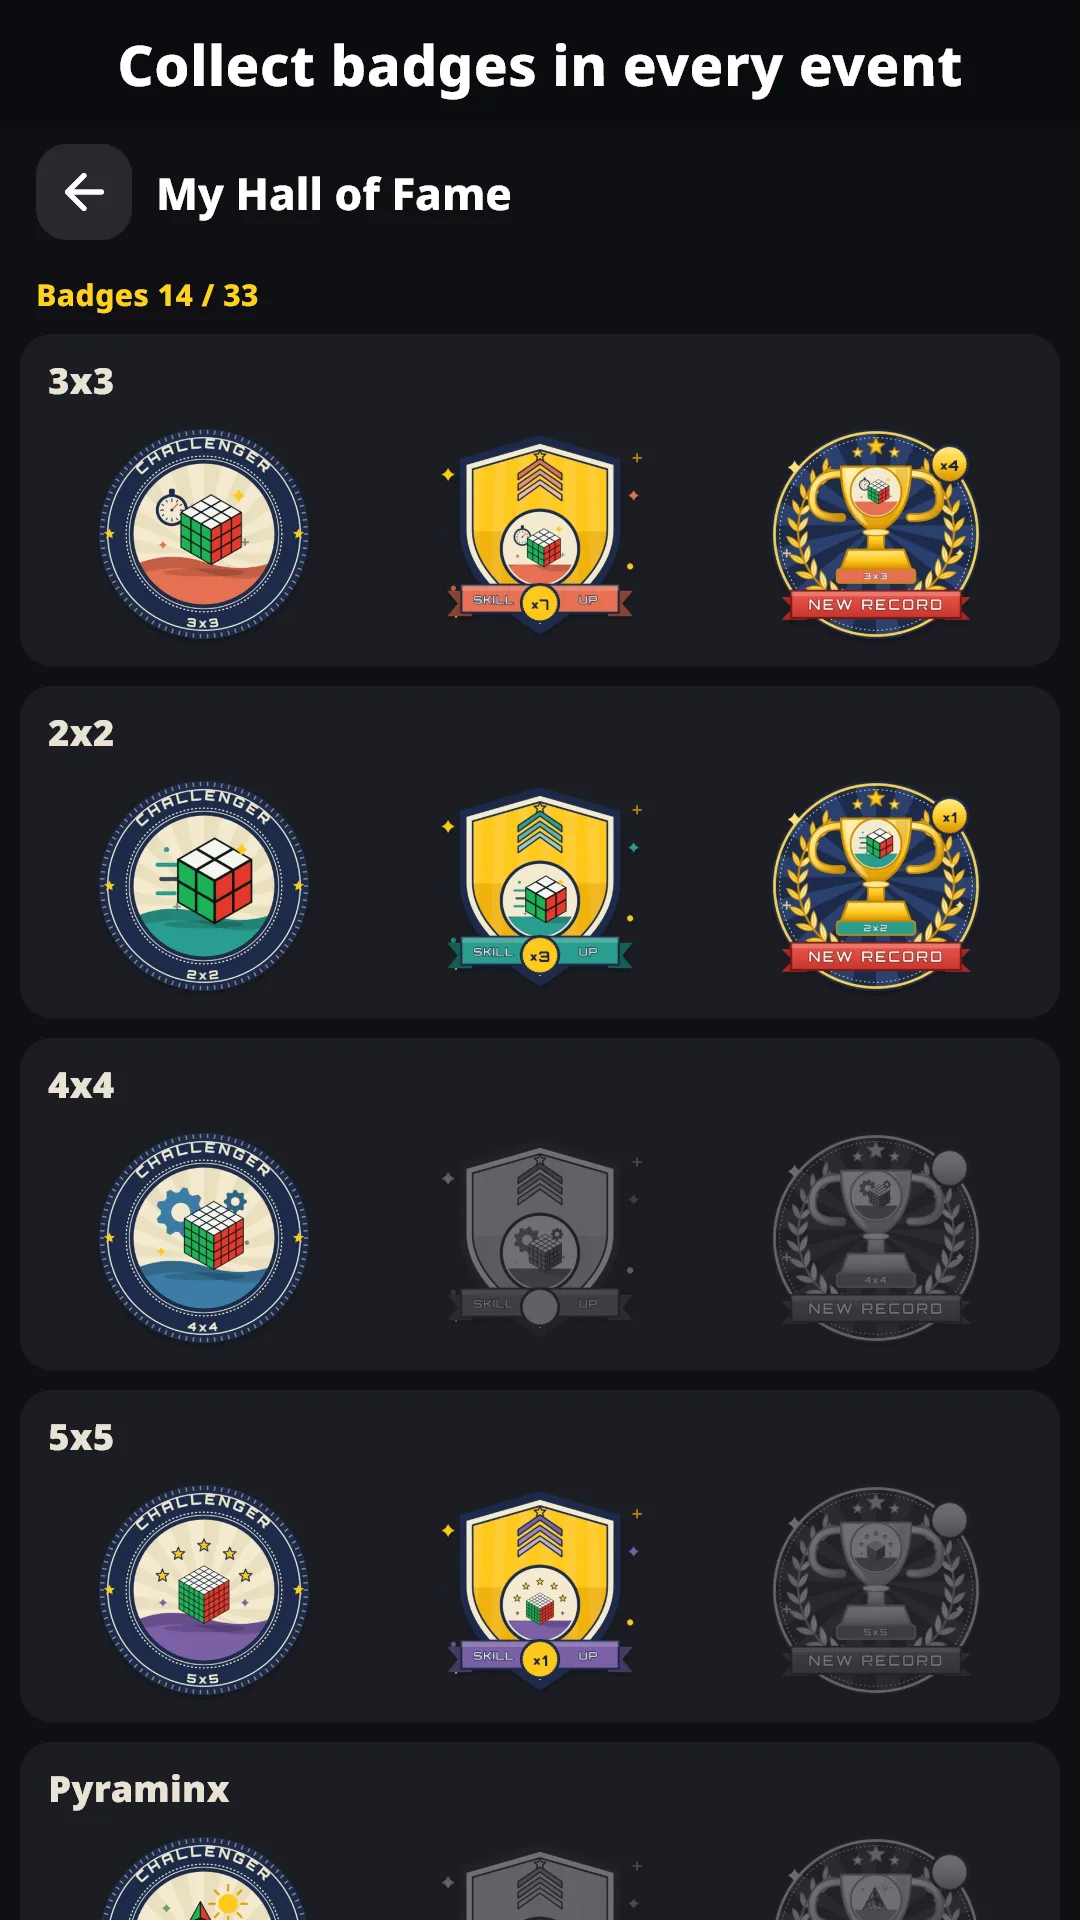 Collect badges in every event
My Hall of Fame
Badges 14 / 33
3x3
CHALLENGER
3x3
SKILL x7 UP
x4
3x3
NEW RECORD
2x2
CHALLENGER
2x2
SKILL x3 UP
x1
2x2
NEW RECORD
4x4
CHALLENGER
4x4
SKILL UP
4x4
NEW RECORD
5x5
CHALLENGER
5x5
SKILL x1 UP
5x5
NEW RECORD
Pyraminx
CHALLENGER